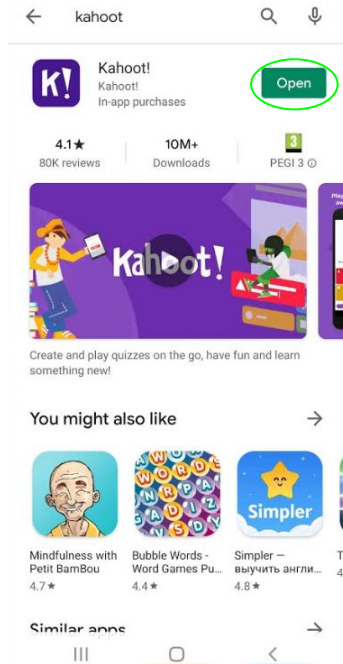 kahoot
K!
Kahoot!
Kahoot!
In-app purchases
Open
4.1★
10M+
3
80K reviews
Downloads
PEGI 3
Kahoot!
Create and play quizzes on the go, have fun and learn
something new!
You might also like
WORDS
Simpler
Mindfulness with
Petit BamBou
4.7★
Bubble Words -
Word Games Pu...
4.4★
Simpler —
выучить англи...
4.8★
T
4
Similar apps